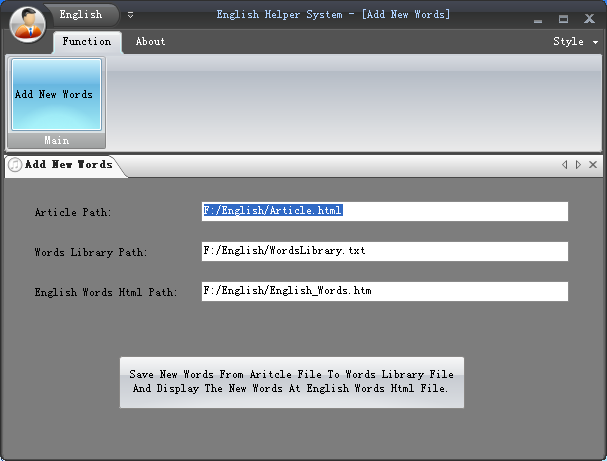 English
English Helper System - [Add New Words]
Function
About
Style
Add New Words
Main
Add New Words
Article Path:
F:/English/Article.html
Words Library Path:
F:/English/WordsLibrary.txt
English Words Html Path:
F:/English/English_Words.htm
Save New Words From Aritcle File To Words Library File
And Display The New Words At English Words Html File.